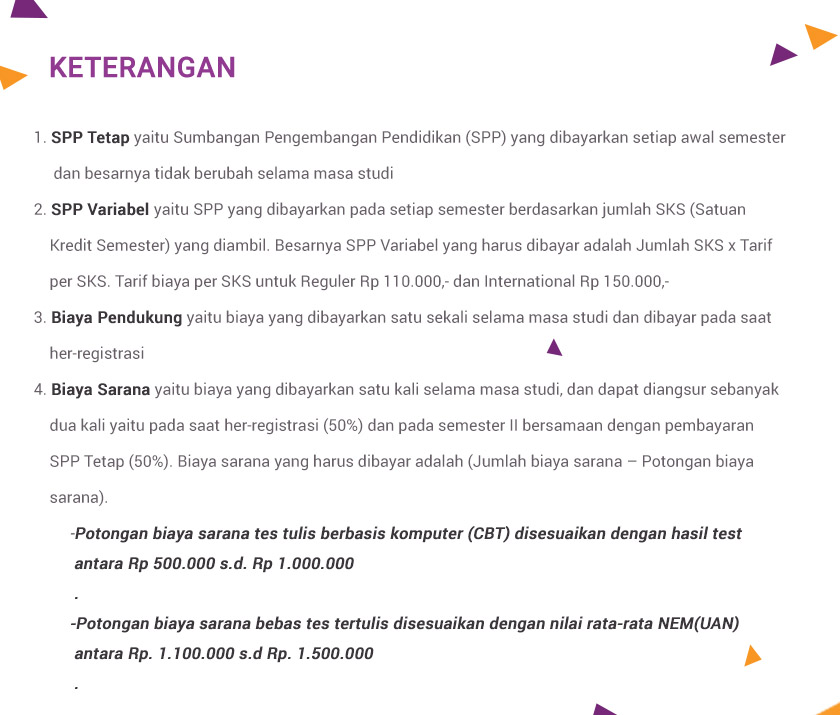 KETERANGAN
1. SPP Tetap yaitu Sumbangan Pengembangan Pendidikan (SPP) yang dibayarkan setiap awal semester
dan besarnya tidak berubah selama masa studi
2. SPP Variabel yaitu SPP yang dibayarkan pada setiap semester berdasarkan jumlah SKS (Satuan
Kredit Semester) yang diambil. Besarnya SPP Variabel yang harus dibayar adalah Jumlah SKS x Tarif
per SKS. Tarif biaya per SKS untuk Reguler Rp 110.000,- dan International Rp 150.000,-
3. Biaya Pendukung yaitu biaya yang dibayarkan satu sekali selama masa studi dan dibayar pada saat
her-registrasi
4. Biaya Sarana yaitu biaya yang dibayarkan satu kali selama masa studi, dan dapat diangsur sebanyak
dua kali yaitu pada saat her-registrasi (50%) dan pada semester II bersamaan dengan pembayaran
SPP Tetap (50%). Biaya sarana yang harus dibayar adalah (Jumlah biaya sarana – Potongan biaya
sarana).
-Potongan biaya sarana tes tulis berbasis komputer (CBT) disesuaikan dengan hasil test
antara Rp 500.000 s.d. Rp 1.000.000
.
-Potongan biaya sarana bebas tes tertulis disesuaikan dengan nilai rata-rata NEM(UAN)
antara Rp. 1.100.000 s.d Rp. 1.500.000
.